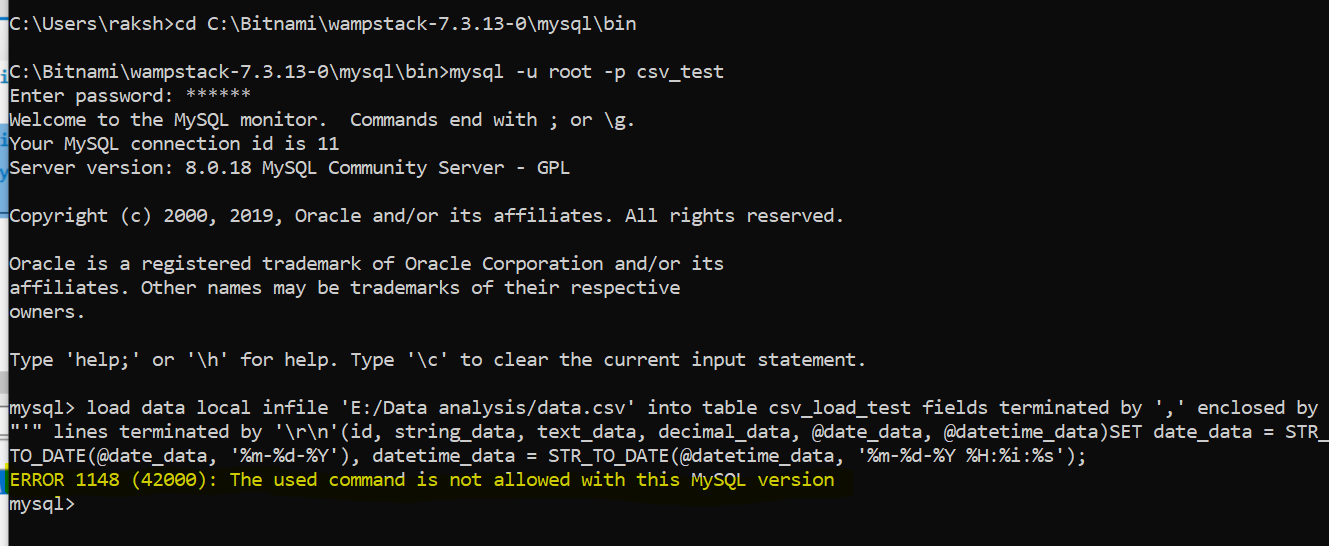 C:\Users\raksh>cd C:\Bitnami\wampstack-7.3.13-0\mysql\bin
C:\Bitnami\wampstack-7.3.13-0\mysql\bin>mysql -u root -p csv_test
Enter password: ******
Welcome to the MySQL monitor.  Commands end with ; or \g.
Your MySQL connection id is 11
Server version: 8.0.18 MySQL Community Server - GPL
Copyright (c) 2000, 2019, Oracle and/or its affiliates. All rights reserved.
Oracle is a registered trademark of Oracle Corporation and/or its
affiliates. Other names may be trademarks of their respective
owners.
Type 'help;' or '\h' for help. Type '\c' to clear the current input statement.
mysql> load data local infile 'E:/Data analysis/data.csv' into table csv_load_test fields terminated by ',' enclosed by
"'" lines terminated by '\r\n'(id, string_data, text_data, decimal_data, @date_data, @datetime_data)SET date_data = STR_
TO_DATE(@date_data, '%m-%d-%Y'), datetime_data = STR_TO_DATE(@datetime_data, '%m-%d-%Y %H:%i:%s');
ERROR 1148 (42000): The used command is not allowed with this MySQL version
mysql>